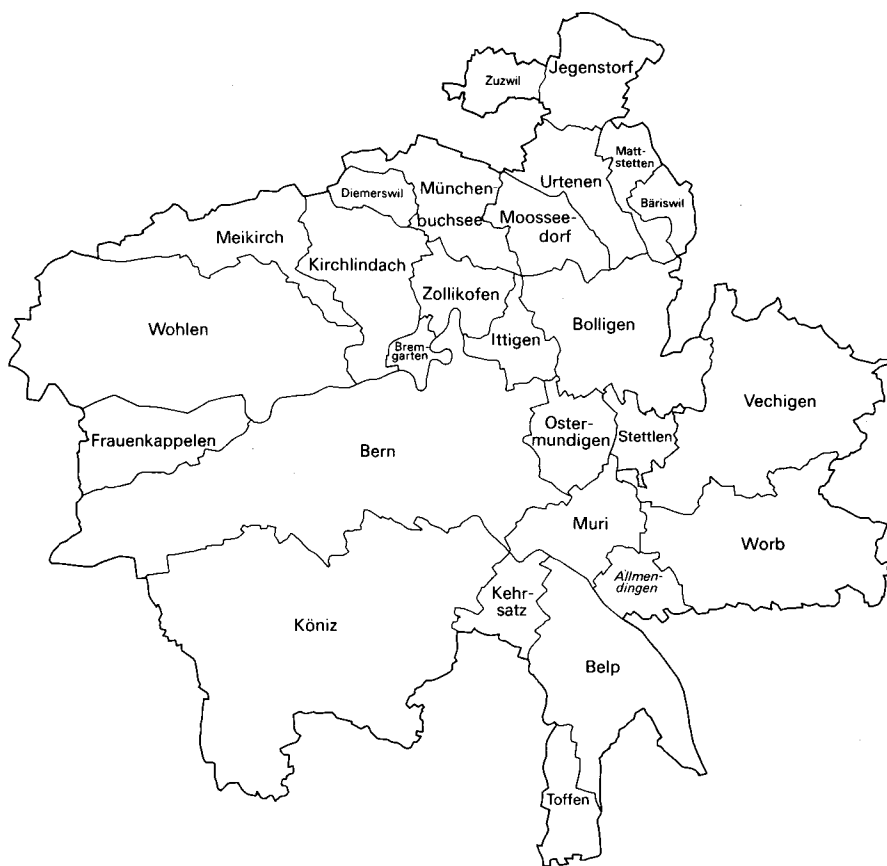 Jegenstorf
Zuzwil
Matt-
stetten
Urtenen
Diemerswil
München
buchsee
Moossee-
dorf
Bäriswil
Meikirch
Kirchlindach
Zollikofen
Wohlen
Brem-
garten
Ittigen
Bolligen
Vechigen
Frauenkappelen
Bern
Oster-
mundigen
Stettlen
Muri
Worb
Allmen-
dingen
Kehr-
satz
Köniz
Belp
Toffen